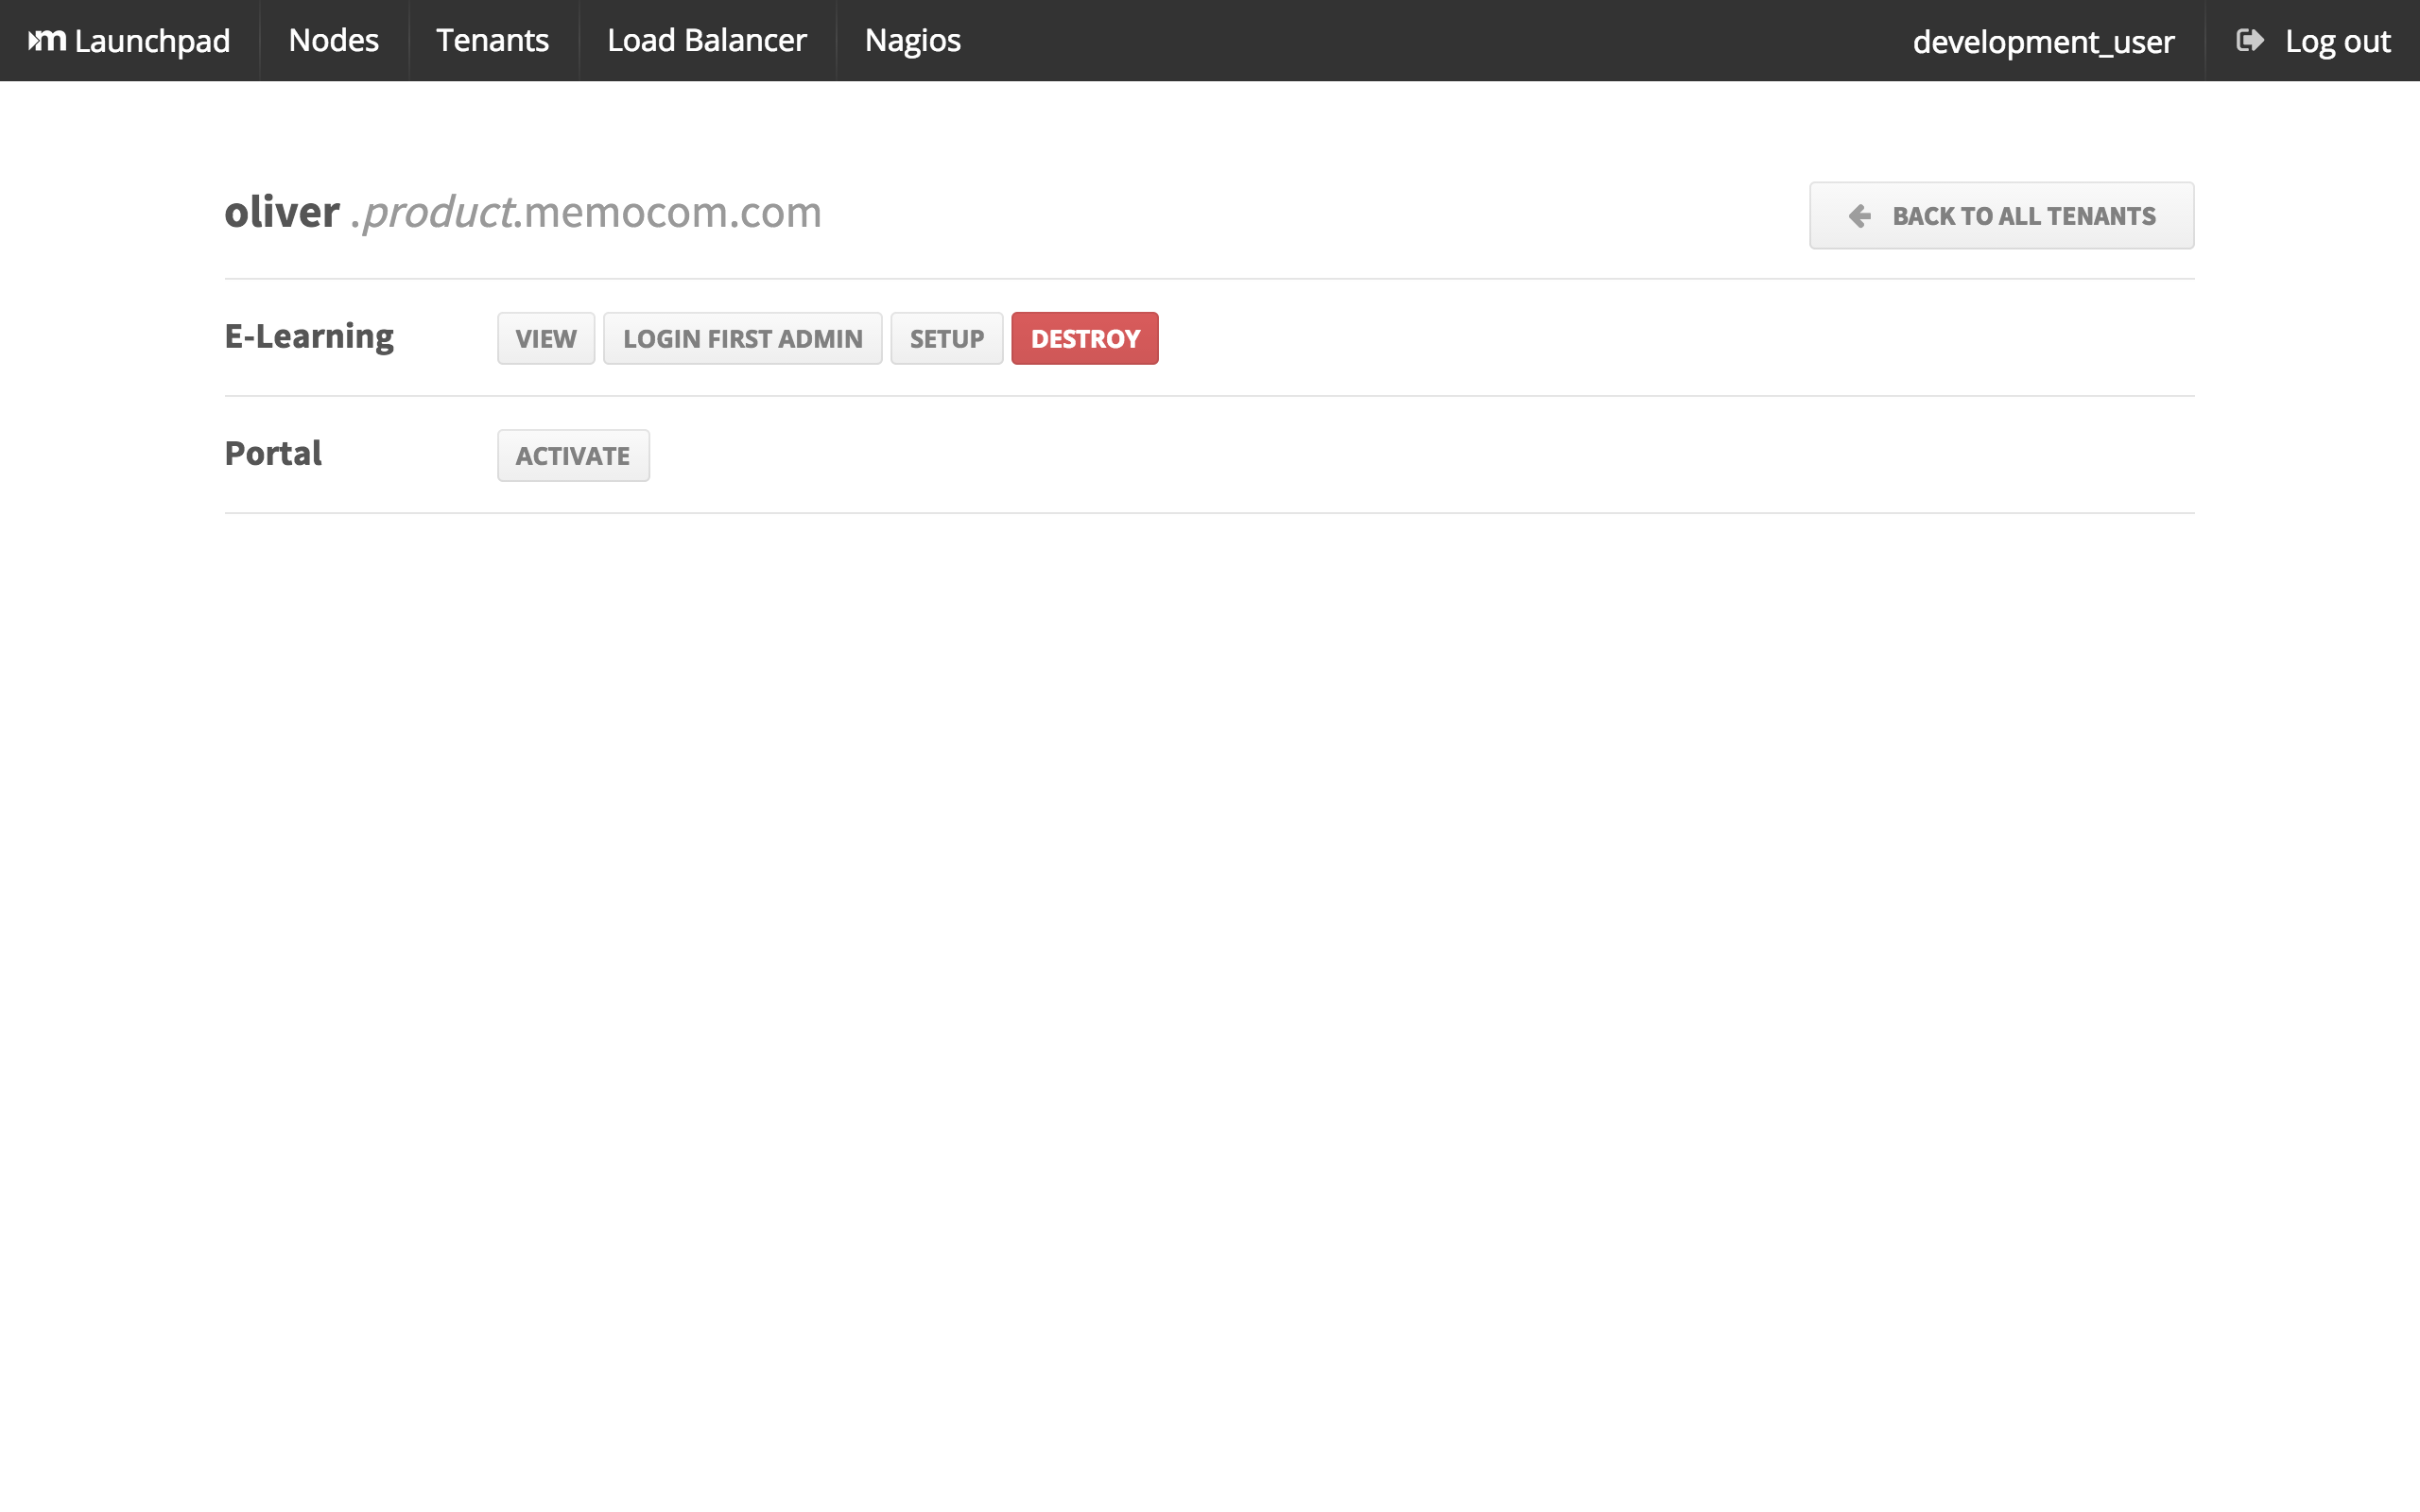 m Launchpad Nodes Tenants Load Balancer Nagios development_user Log out
oliver .product.memocom.com BACK TO ALL TENANTS
E-Learning VIEW LOGIN FIRST ADMIN SETUP DESTROY
Portal ACTIVATE